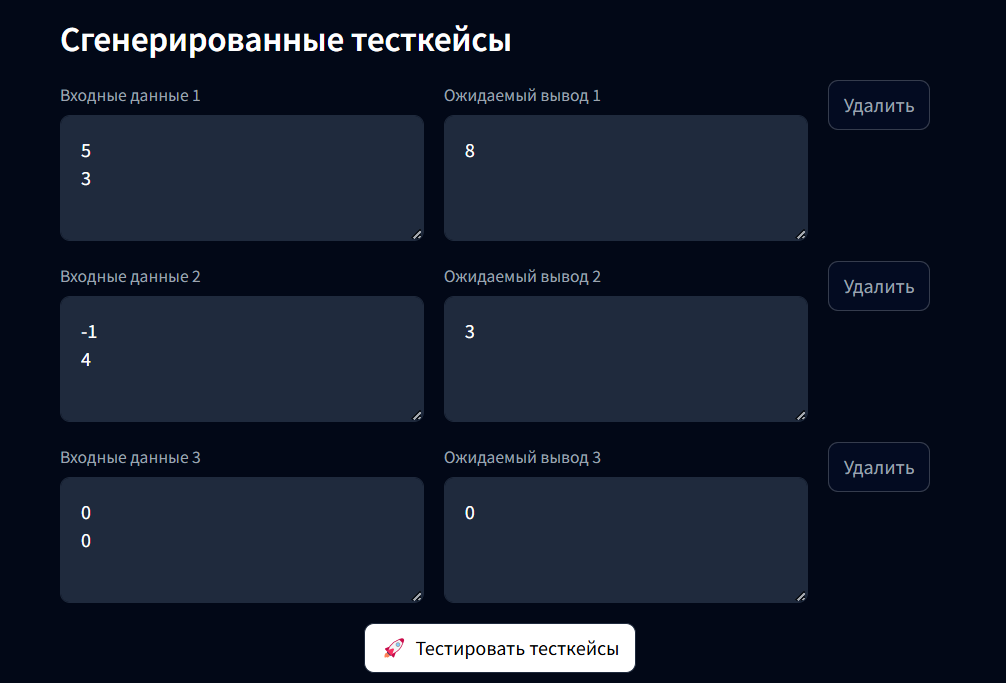 Сгенерированные тесткейсы
Входные данные 1
Ожидаемый вывод 1
Удалить
5
3
8
Входные данные 2
Ожидаемый вывод 2
Удалить
-1
4
3
Входные данные 3
Ожидаемый вывод 3
Удалить
0
0
0
🚀 Тестировать тесткейсы